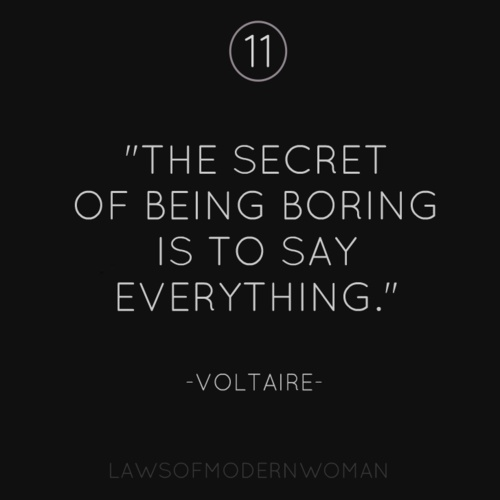 11
"THE SECRET
OF BEING BORING
IS TO SAY
EVERYTHING."
-VOLTAIRE-
LAWSOFMODERNWOMAN